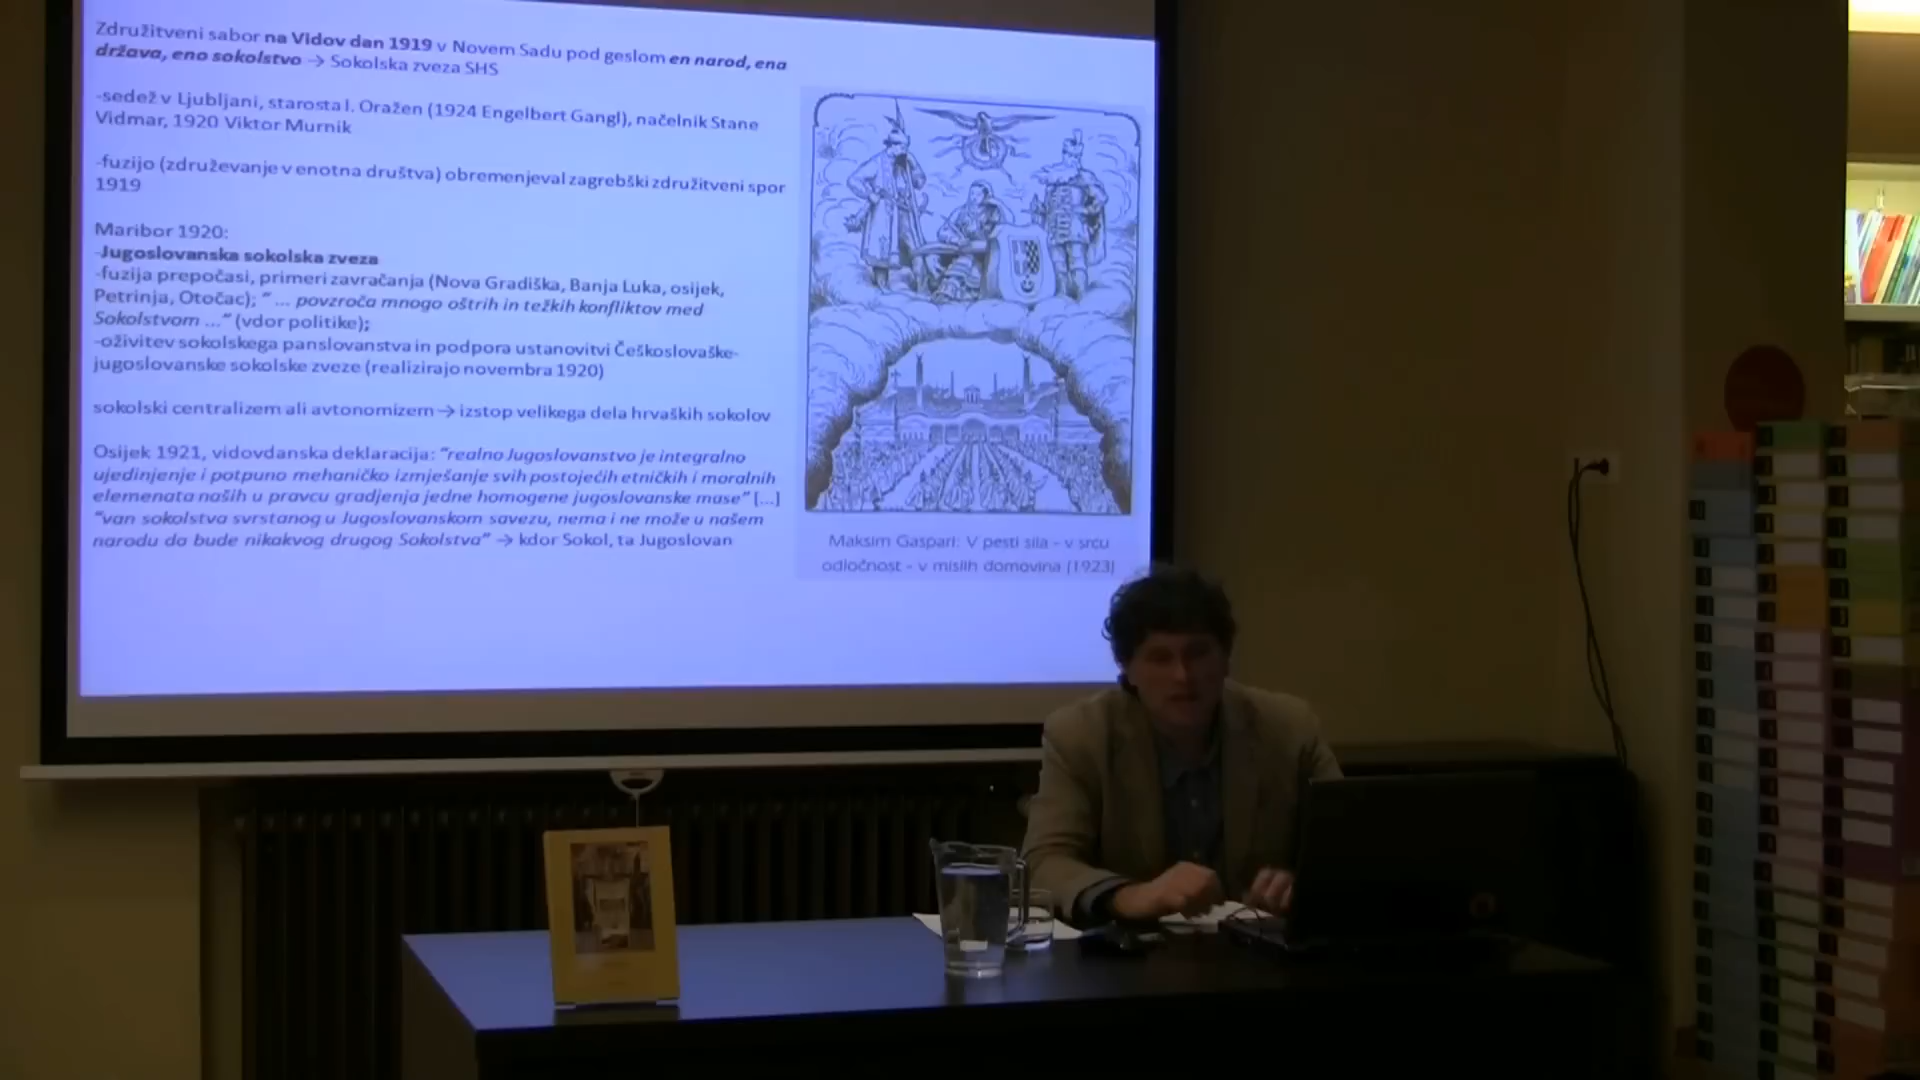 Združitveni sabor na Vidov dan 1919 v Novem Sadu pod geslom en narod, ena
država, eno sokolstvo → Sokolska zveza SHS
-sedež v Ljubljani, starosta I. Oražen (1924 Engelbert Gangl), načelnik Stane
Vidmar, 1920 Viktor Murnik
-fuzijo (združevanje v enotna društva) obremenjeval zagrebški združitveni spor
1919
Maribor 1920:
-Jugoslovanska sokolska zveza
-fuzija prepočasi, primeri zavračanja (Nova Gradiška, Banja Luka, osijek,
Petrinja, Otočac); “ ... povzroča mnogo oštrih in težkih konfliktov med
Sokolstvom ...” (vdor politike);
-oživitev sokolskega panslovanstva in podpora ustanovitvi Češkoslovaške-
jugoslovanske sokolske zveze (realizirajo novembra 1920)
sokolski centralizem ali avtonomizem → izstop velikega dela hrvaških sokolov
Osijek 1921, vidovdanska deklaracija: “realno Jugoslovanstvo je integralno
ujedinjenje i potpuno mehaničko izmješanje svih postojećih etničkih i moralnih
elemenata naših u pravcu gradjenja jedne homogene jugoslovanske mase” [...]
“van sokolstva svrstanog u Jugoslovanskom savezu, nema i ne može u našem
narodu da bude nikakvog drugog Sokolstva” → kdor Sokol, ta Jugoslovan
Maksim Gaspari: V pesti sila - v srcu
odločnost - v mislih domovina (1923)